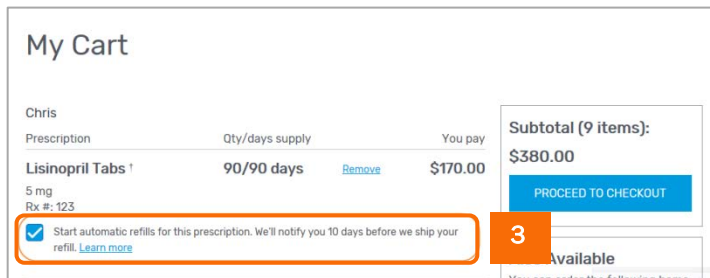 My Cart
Chris
Prescription Qty/days supply You pay
Lisinopril Tabs † 90/90 days Remove $170.00
5 mg
Rx #: 123
Start automatic refills for this prescription. We'll notify you 10 days before we ship your
refill. Learn more
Subtotal (9 items):
$380.00
PROCEED TO CHECKOUT
3
Available